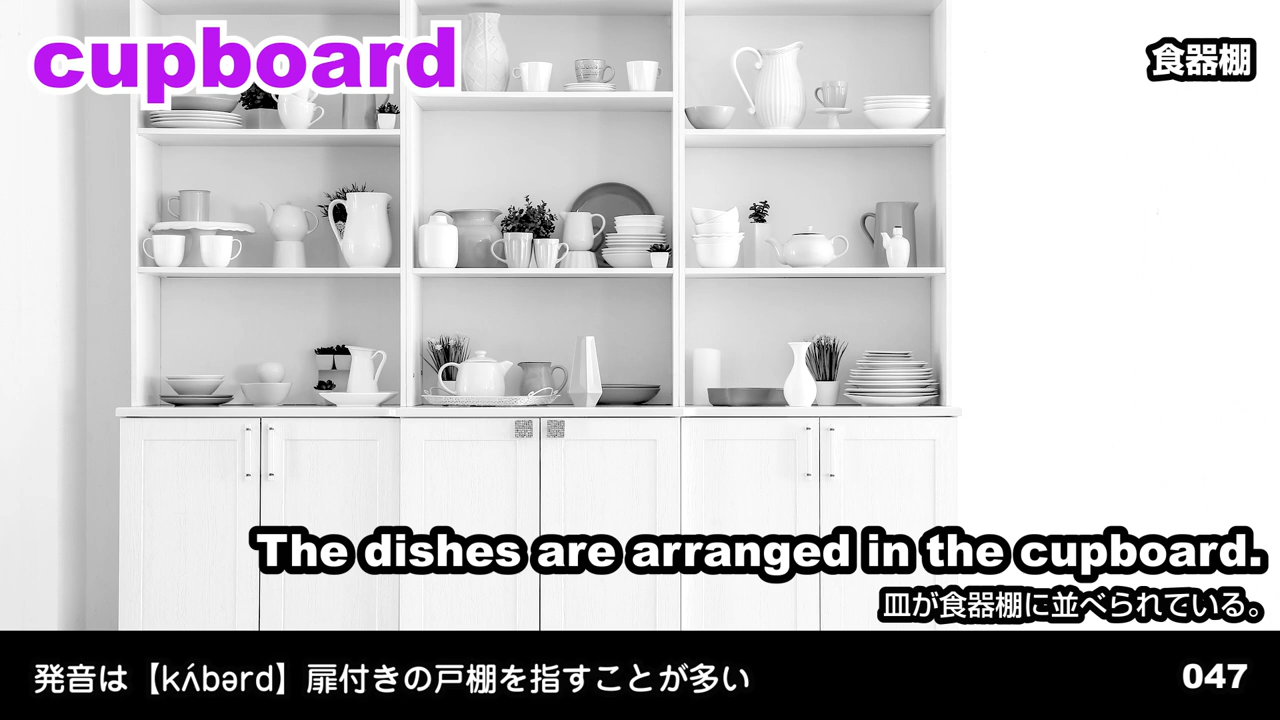 cupboard
食器棚
The dishes are arranged in the cupboard.
皿が食器棚に並べられている。
発音は【kʌ́bərd】扉付きの戸棚を指すことが多い
047